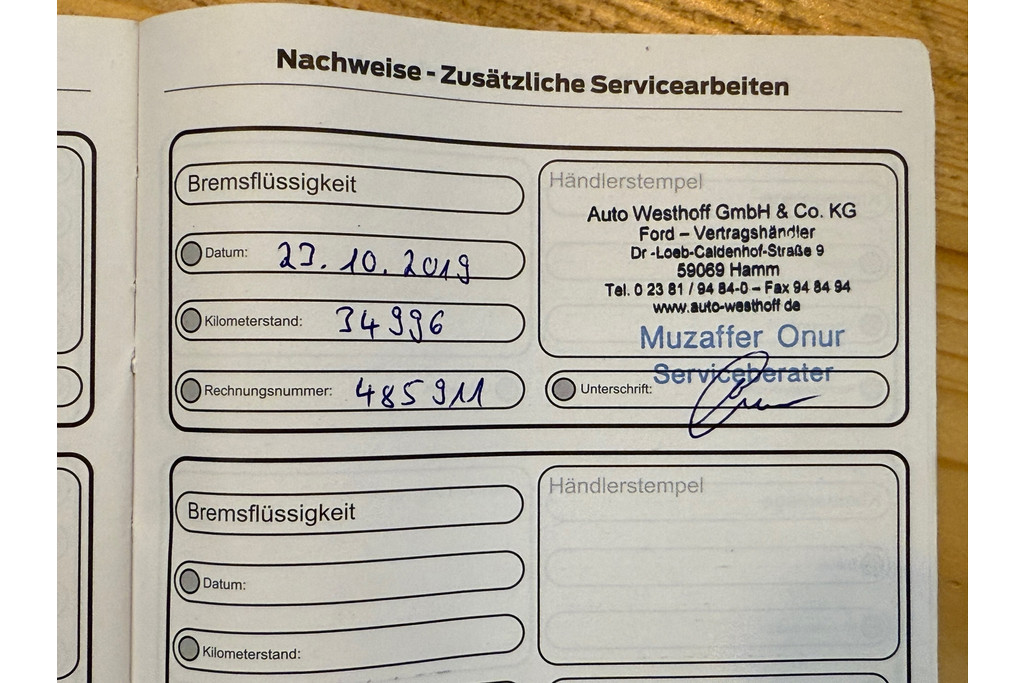 Nachweise - Zusätzliche Servicearbeiten
Bremsflüssigkeit
Datum: 23.10.2019
Kilometerstand: 34996
Rechnungsnummer: 485911
Händlerstempel
Auto Westhoff GmbH & Co. KG
Ford – Vertragshändler
Dr -Loeb-Caldenhof-Straße 9
59069 Hamm
Tel. 0 23 81 / 94 84-0 – Fax 94 84 94
www.auto-westhoff de
Muzaffer Onur
Serviceberater
Unterschrift:
Bremsflüssigkeit
Datum:
Kilometerstand:
Händlerstempel